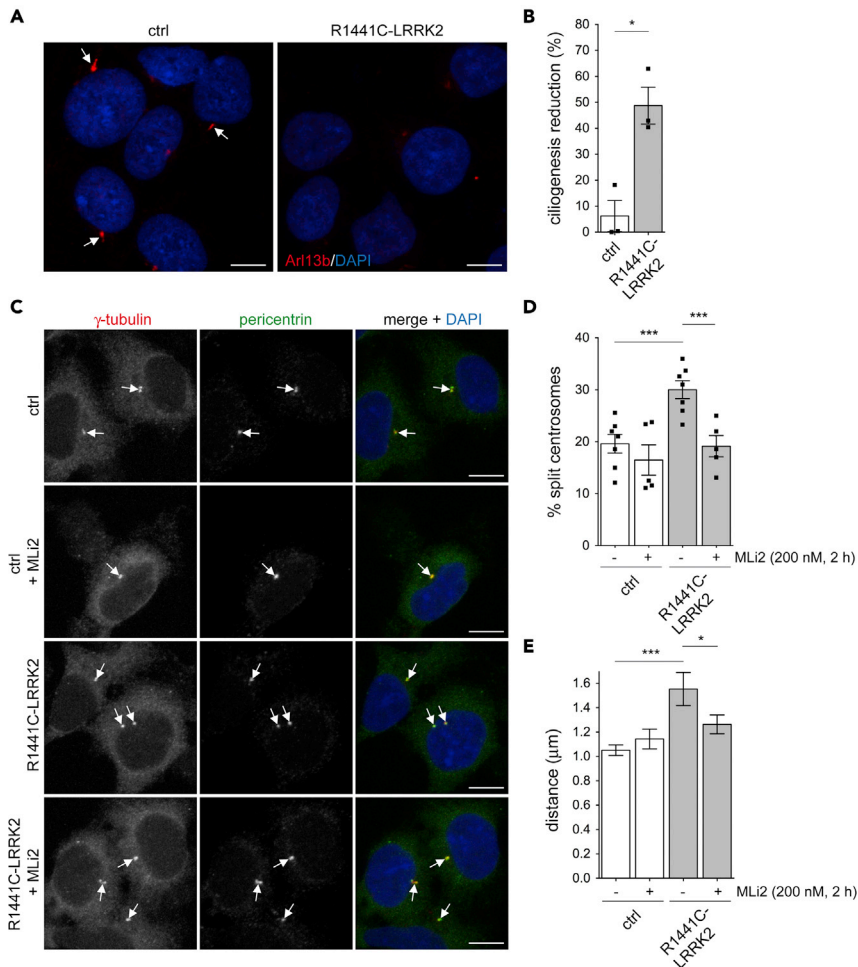 A
ctrl
R1441C-LRRK2
Arl13b/DAPI
B
ciliogenesis reduction (%)
80
70
60
50
40
30
20
10
0
*
ctrl
R1441C-
LRRK2
C
γ-tubulin
pericentrin
merge + DAPI
ctrl
ctrl
+ MLi2
R1441C-LRRK2
R1441C-LRRK2
+ MLi2
D
% split centrosomes
40
30
20
10
0
***
***
- + - + MLi2 (200 nM, 2 h)
ctrl
R1441C-
LRRK2
E
distance (µm)
1.6
1.4
1.2
1.0
0.8
0.6
0.4
0.2
0.0
***
*
- + - + MLi2 (200 nM, 2 h)
ctrl
R1441C-
LRRK2